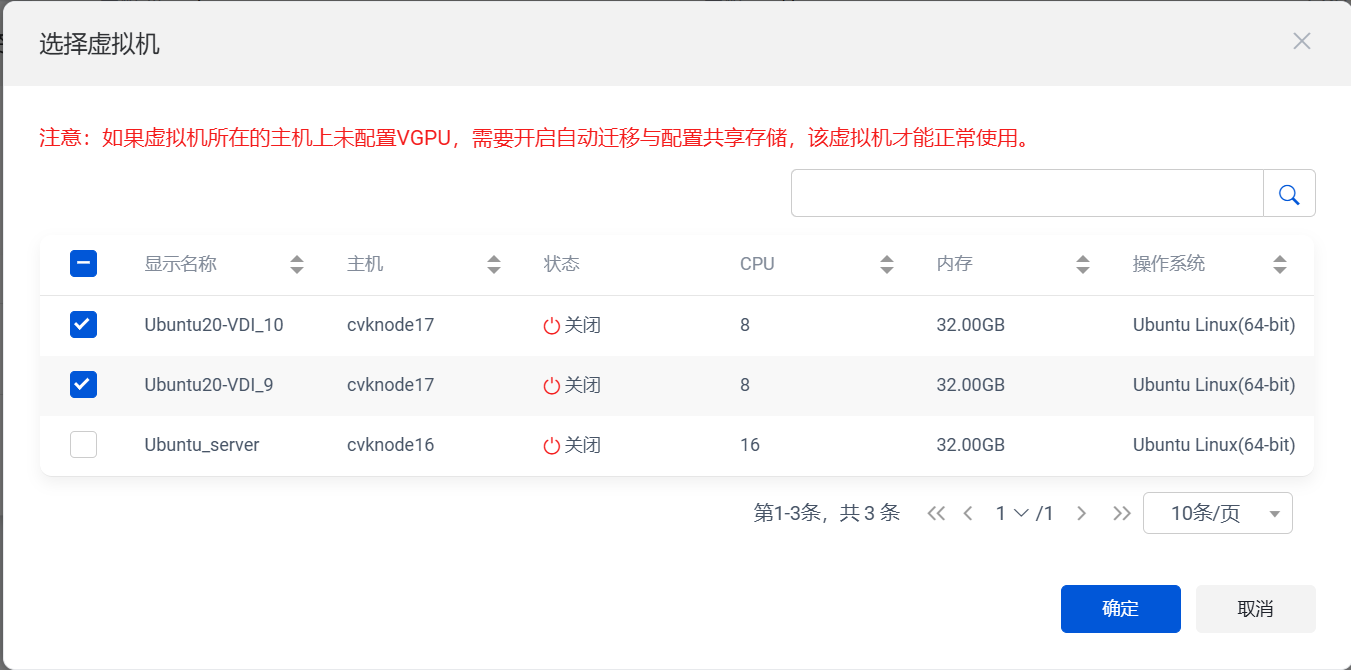 选择虚拟机
注意：如果虚拟机所在的主机上未配置VGPU，需要开启自动迁移与配置共享存储，该虚拟机才能正常使用。
显示名称 主机 状态 CPU 内存 操作系统
Ubuntu20-VDI_10 cvknode17 关闭 8 32.00GB Ubuntu Linux(64-bit)
Ubuntu20-VDI_9 cvknode17 关闭 8 32.00GB Ubuntu Linux(64-bit)
Ubuntu_server cvknode16 关闭 16 32.00GB Ubuntu Linux(64-bit)
第1-3条，共 3 条 1 /1 10条/页
确定 取消